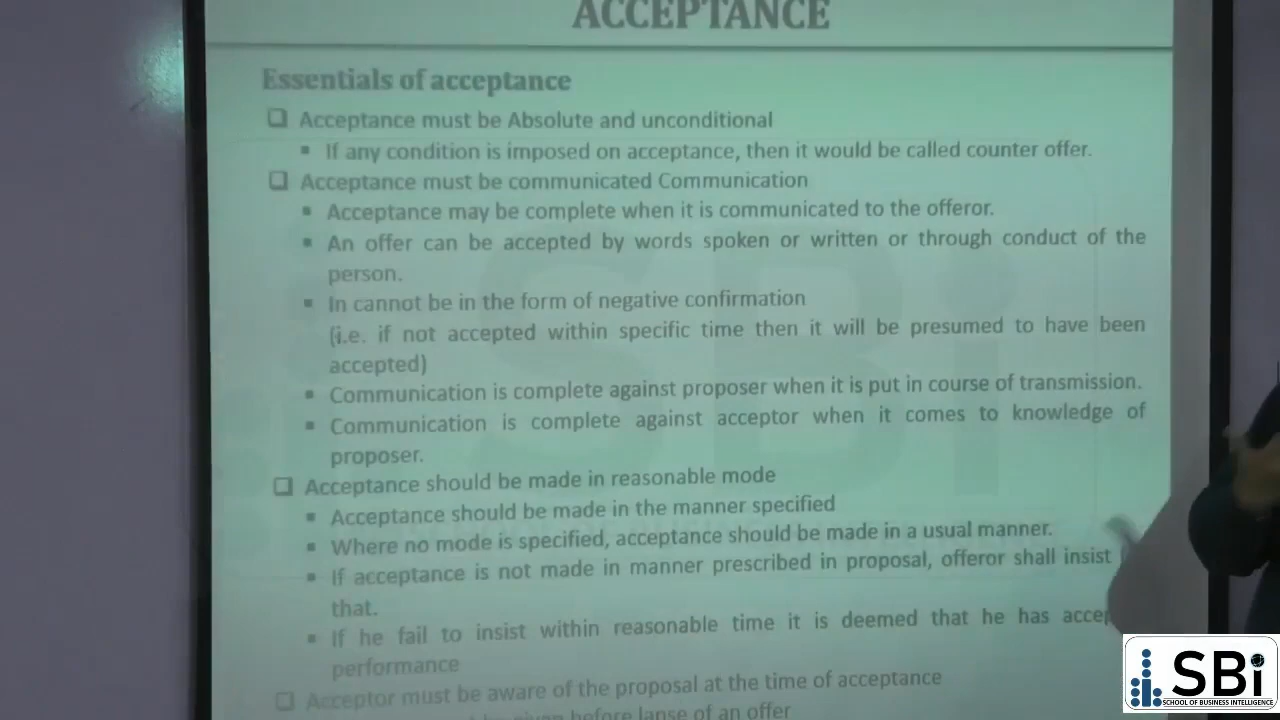 ACCEPTANCE
Essentials of acceptance
❑ Acceptance must be Absolute and unconditional
▪ If any condition is imposed on acceptance, then it would be called counter offer.
❑ Acceptance must be communicated Communication
▪ Acceptance may be complete when it is communicated to the offeror.
▪ An offer can be accepted by words spoken or written or through conduct of the
person.
▪ In cannot be in the form of negative confirmation
(i.e. if not accepted within specific time then it will be presumed to have been
accepted)
▪ Communication is complete against proposer when it is put in course of transmission.
▪ Communication is complete against acceptor when it comes to knowledge of
proposer.
❑ Acceptance should be made in reasonable mode
▪ Acceptance should be made in the manner specified
▪ Where no mode is specified, acceptance should be made in a usual manner.
▪ If acceptance is not made in manner prescribed in proposal, offeror shall insist
that.
▪ If he fail to insist within reasonable time it is deemed that he has
performance
❑ Acceptor must be aware of the proposal at the time of acceptance
before lapse of an offer
SBi
SCHOOL OF BUSINESS INTELLIGENCE